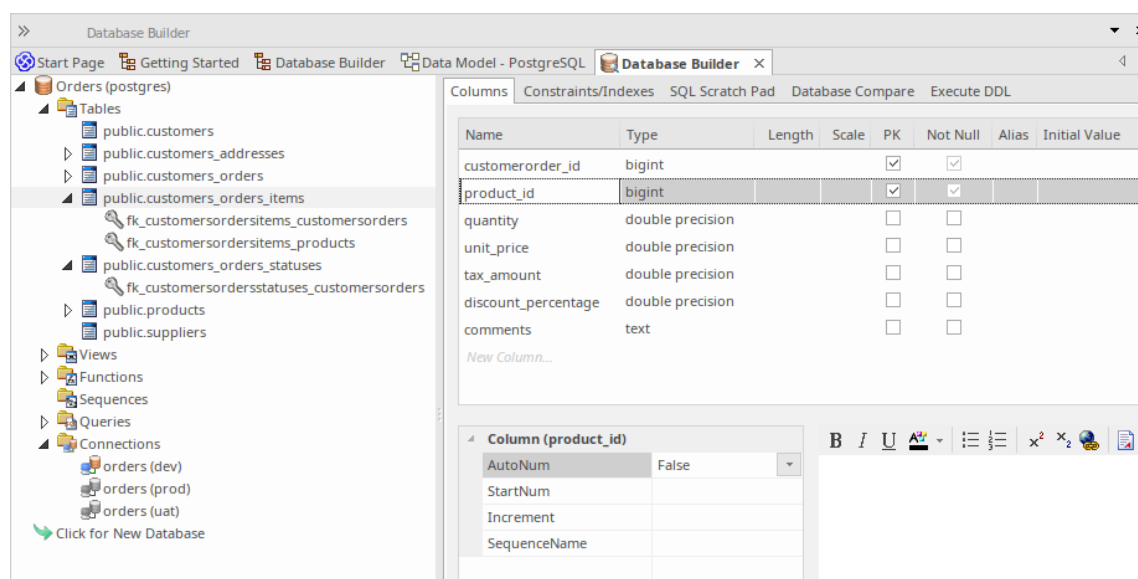 Database Builder
Start Page Getting Started Database Builder Data Model - PostgreSQL Database Builder
Orders (postgres)
Tables
public.customers
public.customers_addresses
public.customers_orders
public.customers_orders_items
fk_customersordersitems_customersorders
fk_customersordersitems_products
public.customers_orders_statuses
fk_customersordersstatuses_customersorders
public.products
public.suppliers
Views
Functions
Sequences
Queries
Connections
orders (dev)
orders (prod)
orders (uat)
Click for New Database
Columns Constraints/Indexes SQL Scratch Pad Database Compare Execute DDL
Name Type Length Scale PK Not Null Alias Initial Value
customerorder_id bigint
product_id bigint
quantity double precision
unit_price double precision
tax_amount double precision
discount_percentage double precision
comments text
New Column...
Column (product_id)
AutoNum False
StartNum
Increment
SequenceName
B I U A x² x₂